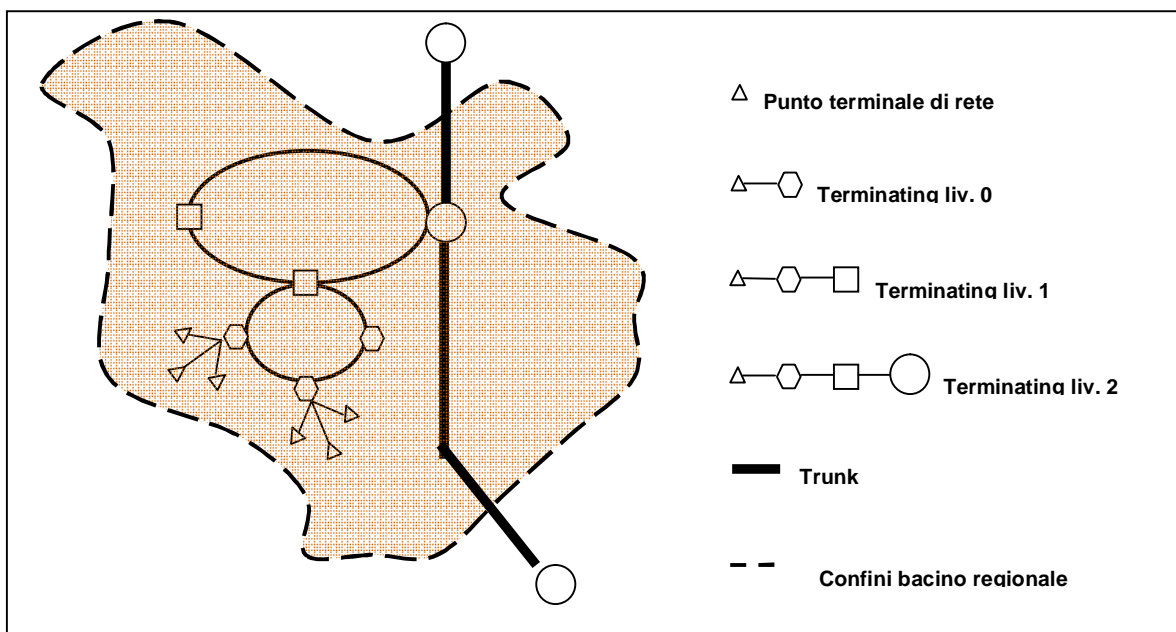 Punto terminale di rete
Terminating liv. 0
Terminating liv. 1
Terminating liv. 2
Trunk
Confini bacino regionale